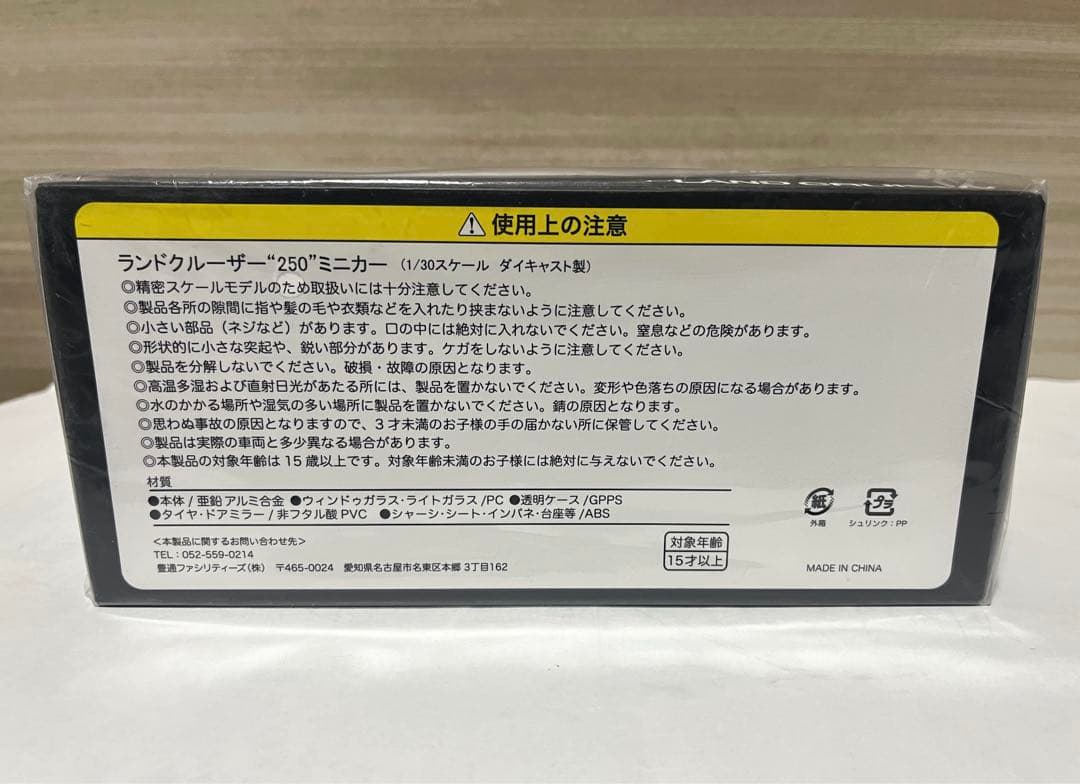 LAND CRUISER
⚠使用上の注意
ランドクルーザー“250”ミニカー (1/30スケール ダイキャスト製)
◎精密スケールモデルのため取扱いには十分注意してください。
◎製品各所の隙間に指や髪の毛や衣類などを入れたり挟まないように注意してください。
◎小さい部品(ネジなど)があります。口の中には絶対に入れないでください。窒息などの危険があります。
◎形状的に小さな突起や、鋭い部分があります。ケガをしないように注意してください。
◎製品を分解しないでください。破損・故障の原因となります。
◎高温多湿および直射日光があたる所には、製品を置かないでください。変形や色落ちの原因になる場合があります。
◎水のかかる場所や湿気の多い場所に製品を置かないでください。錆の原因となります。
◎思わぬ事故の原因となりますので、3才未満のお子様の手の届かない所に保管してください。
◎製品は実際の車両と多少異なる場合があります。
◎本製品の対象年齢は15歳以上です。対象年齢未満のお子様には絶対に与えないでください。
材質
●本体/亜鉛アルミ合金 ●ウィンドゥガラス・ライトガラス/PC ●透明ケース/GPPS
●タイヤ・ドアミラー/非フタル酸PVC ●シャーシ・シート・インパネ・台座等/ABS
紙
外箱
プラ
シュリンク:PP
<本製品に関するお問い合わせ先>
TEL:052-559-0214
豊通ファシリティーズ(株) 〒465-0024 愛知県名古屋市名東区本郷3丁目162
対象年齢
15才以上
MADE IN CHINA